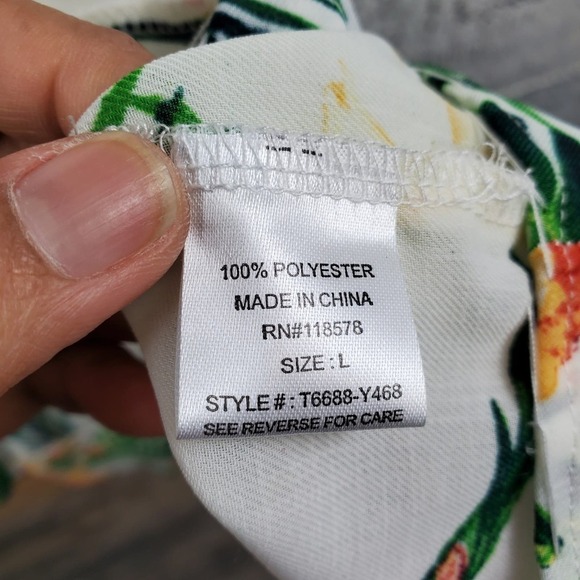 100% POLYESTER
MADE IN CHINA
RN#118578
SIZE : L
STYLE # : T6688-Y468
SEE REVERSE FOR CARE